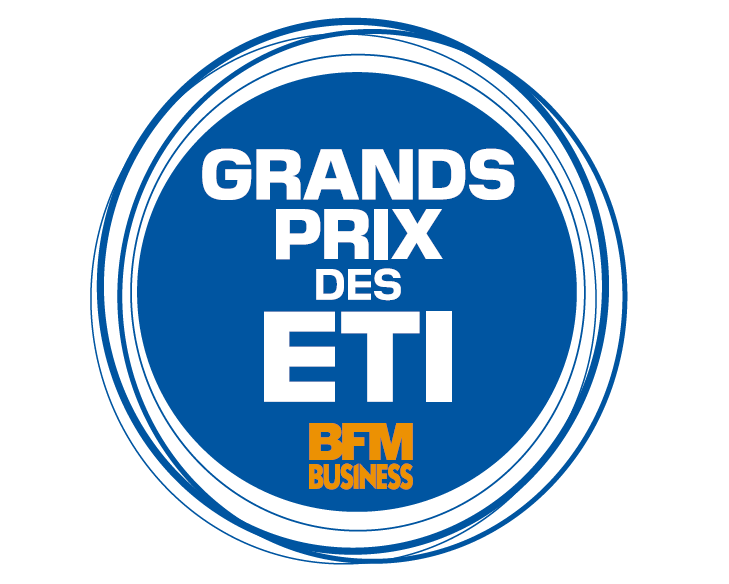 GRANDS
PRIX
DES
ETI
BFM
BUSINESS